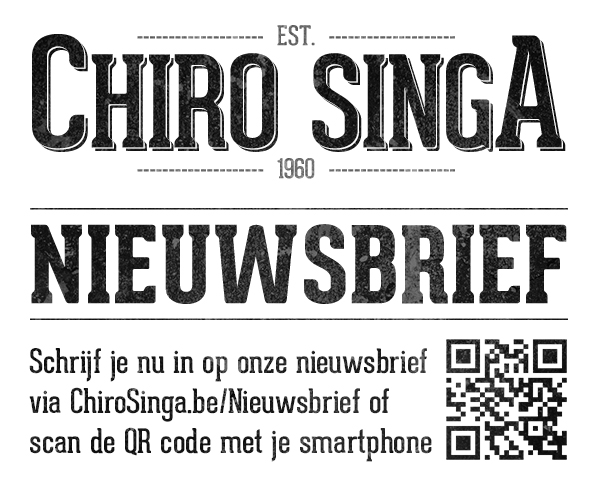 EST.
CHIRO SINGA
1960
NIEUWSBRIEF
Schrijf je nu in op onze nieuwsbrief
via ChiroSinga.be/Nieuwsbrief of
scan de QR code met je smartphone